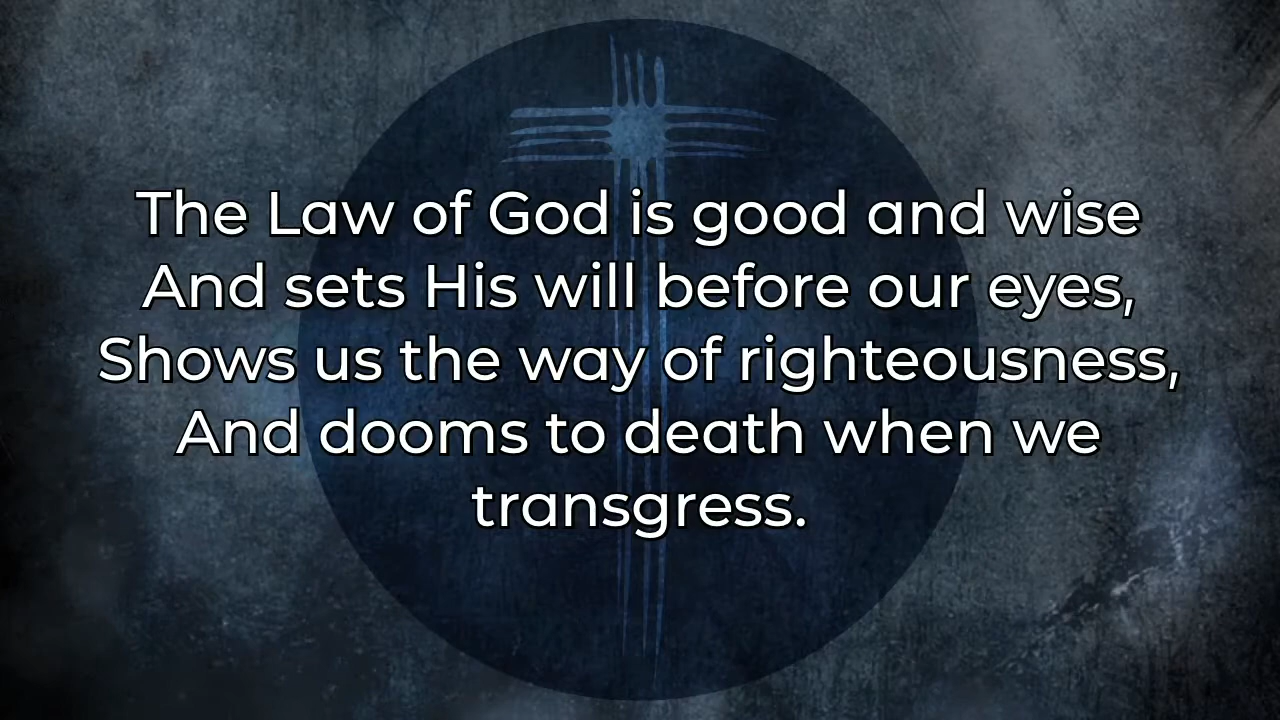 The Law of God is good and wise
And sets His will before our eyes,
Shows us the way of righteousness,
And dooms to death when we
transgress.